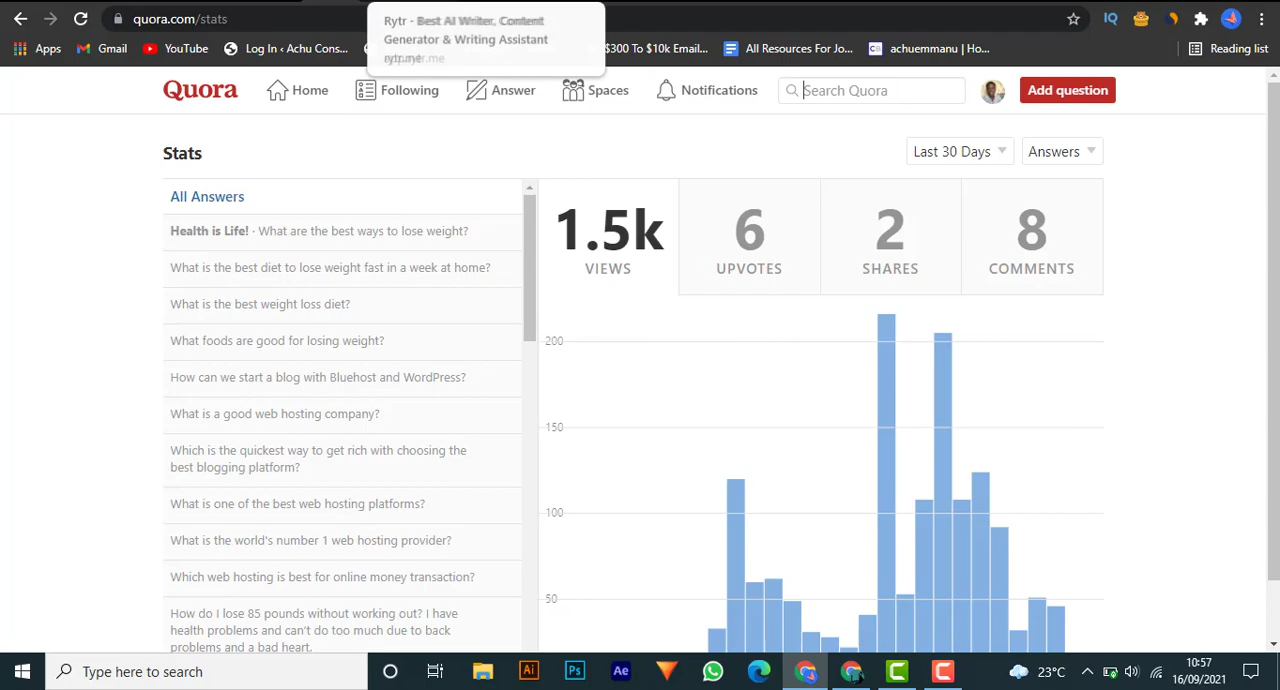 quora.com/stats
Rytr - Best AI Writer, Content
Generator & Writing Assistant
IQ
Apps
Gmail
YouTube
Log In ‹ Achu Cons...
$300 To $10k Email...
All Resources For Jo...
achuemmanu | Ho...
Reading list
Quora
Home
Following
Answer
Spaces
Notifications
Search Quora
Add question
Stats
Last 30 Days
Answers
All Answers
Health is Life! · What are the best ways to lose weight?
What is the best diet to lose weight fast in a week at home?
What is the best weight loss diet?
What foods are good for losing weight?
How can we start a blog with Bluehost and WordPress?
What is a good web hosting company?
Which is the quickest way to get rich with choosing the
best blogging platform?
What is one of the best web hosting platforms?
What is the world's number 1 web hosting provider?
Which web hosting is best for online money transaction?
How do I lose 85 pounds without working out? I have
health problems and can't do too much due to back
problems and a bad heart.
1.5k
VIEWS
6
UPVOTES
2
SHARES
8
COMMENTS
200
150
100
50
Type here to search
Ai
Ps
Ae
23°C
10:57
16/09/2021